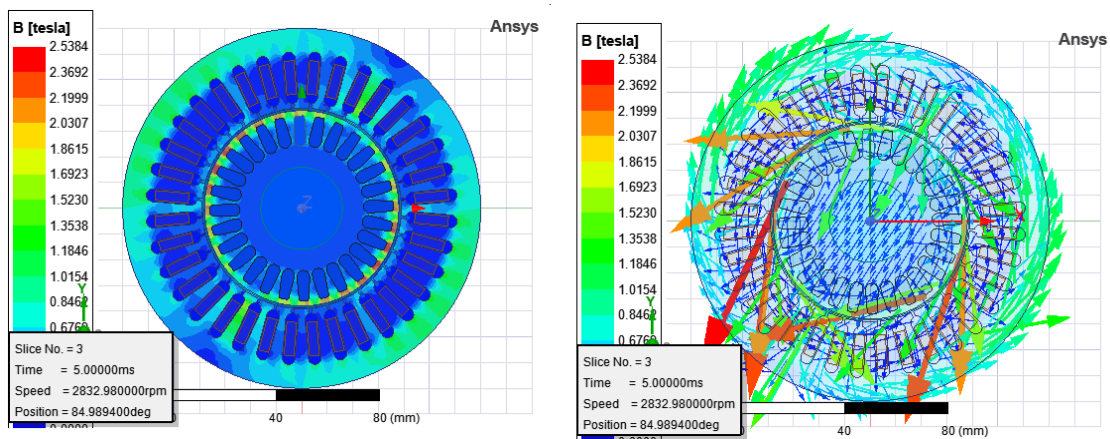 B [tesla]
2.5384
2.3692
2.1999
2.0307
1.8615
1.6923
1.5230
1.3538
1.1846
1.0154
0.8462
Ansys
Z
Y
Slice No. = 3
Time = 5.00000ms
Speed = 2832.980000rpm
Position = 84.989400deg
0
40
80 (mm)
B [tesla]
2.5384
2.3692
2.1999
2.0307
1.8615
1.6923
1.5230
1.3538
1.1846
1.0154
0.8462
Ansys
Y
X
Y
Slice No. = 3
Time = 5.00000ms
Speed = 2832.980000rpm
Position = 84.989400deg
0
40
80 (mm)